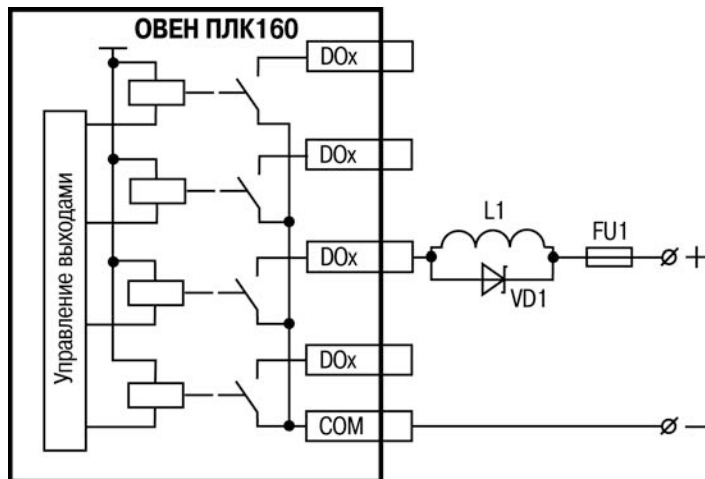 ОВЕН ПЛК160
DOx
DOx
L1
FU1
DOx
+
VD1
Управление выходами
DOx
COM
–